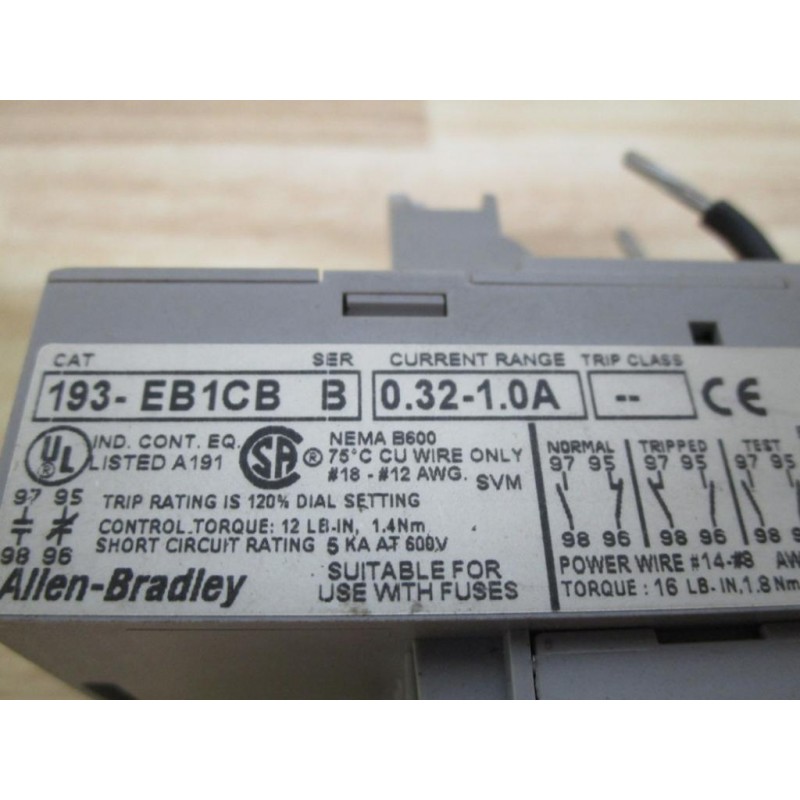 CAT SER CURRENT RANGE TRIP CLASS
193- EB1CB B 0.32-1.0A -- CE
UL IND. CONT. EQ.
LISTED A191
SA ® NEMA B600
75°C CU WIRE ONLY
#18 - #12 AWG. SVM
97 95
98 96
TRIP RATING IS 120% DIAL SETTING
CONTROL.TORQUE: 12 LB-IN, 1.4Nm
SHORT CIRCUIT RATING 5 KA AT 600V
Allen-Bradley
SUITABLE FOR
USE WITH FUSES
NORMAL TRIPPED TEST
97 95 97 95 97 95
98 96 98 96 98
POWER WIRE #14-#8 AW
TORQUE: 16 LB-IN,1.8 Nm